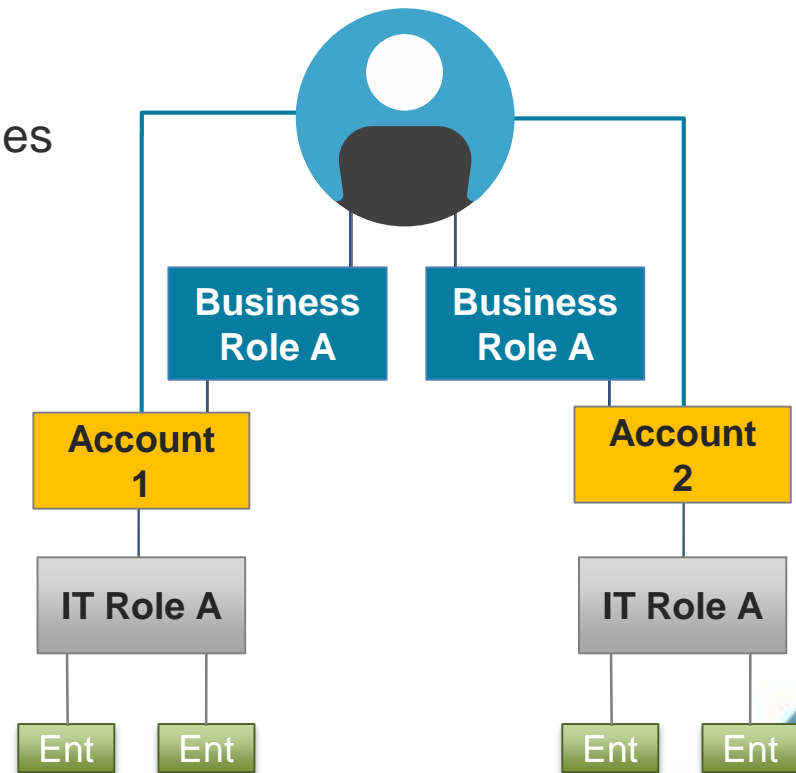 es
Business Role A
Business Role A
Account 1
Account 2
IT Role A
IT Role A
Ent
Ent
Ent
Ent